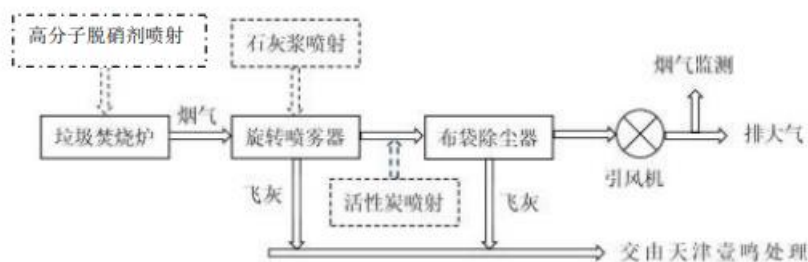 高分子脱硝剂喷射
石灰浆喷射
烟气监测
烟气
垃圾焚烧炉
旋转喷雾器
布袋除尘器
排大气
引风机
飞灰
活性炭喷射
飞灰
交由天津壹鸣处理